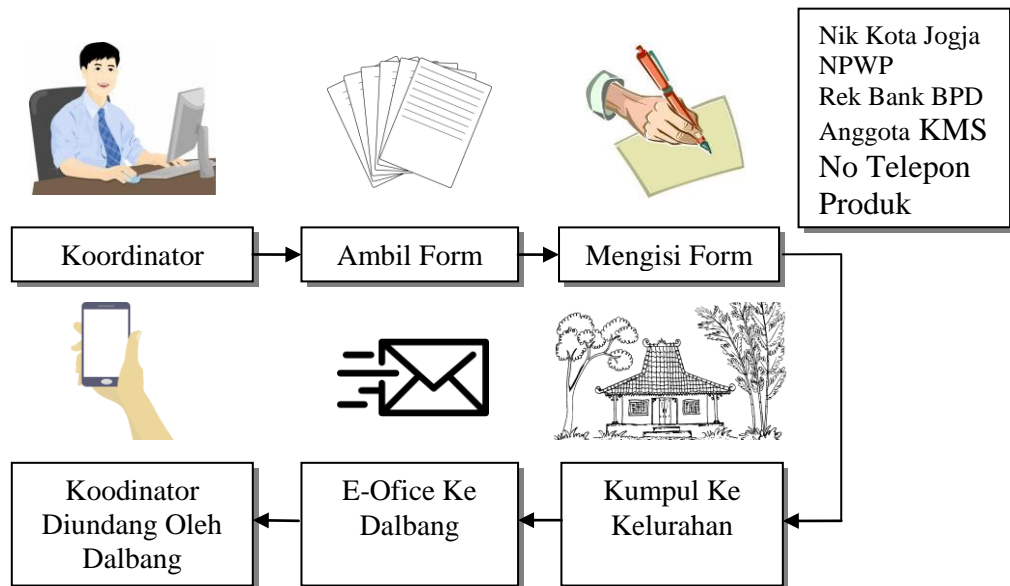 Nik Kota Jogja
NPWP
Rek Bank BPD
Anggota KMS
No Telepon
Produk
Koordinator
Ambil Form
Mengisi Form
Koodinator
Diundang Oleh
Dalbang
E-Ofice Ke
Dalbang
Kumpul Ke
Kelurahan